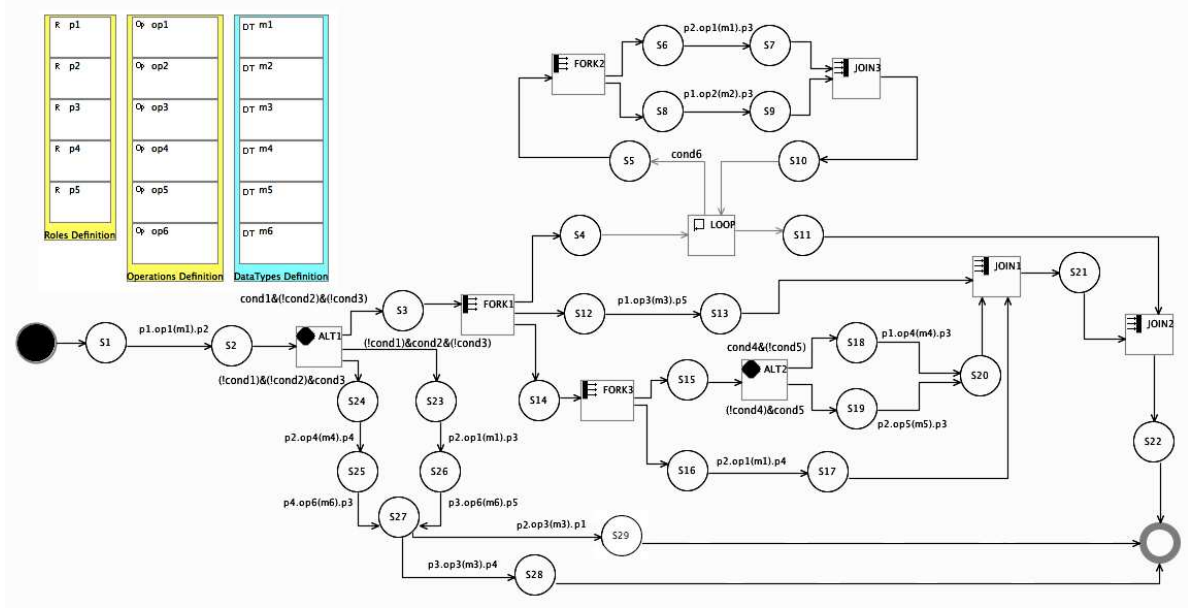 R p1
R p2
R p3
R p4
R p5
Roles Definition
Op op1
Op op2
Op op3
Op op4
Op op5
Op op6
Operations Definition
DT m1
DT m2
DT m3
DT m4
DT m5
DT m6
DataTypes Definition
S6
p2.op1(m1).p3
S7
FORK2
JOIN3
S8
p1.op2(m2).p3
S9
S5
cond6
S10
S4
LOOP
S11
cond1&(!cond2)&(!cond3)
S3
FORK1
S12
p1.op3(m3).p5
S13
JOIN1
S21
S1
p1.op1(m1).p2
S2
ALT1
(!cond1)&cond2&(!cond3)
(!cond1)&(!cond2)&cond3
JOIN2
S14
FORK3
S15
cond4&(!cond5)
ALT2
(!cond4)&cond5
S18
p1.op4(m4).p3
S19
p2.op5(m5).p3
S20
S24
S23
p2.op4(m4).p4
p2.op1(m1).p3
S16
p2.op1(m1).p4
S17
S22
S25
S26
p4.op6(m6).p3
p3.op6(m6).p5
S27
p2.op3(m3).p1
S29
p3.op3(m3).p4
S28